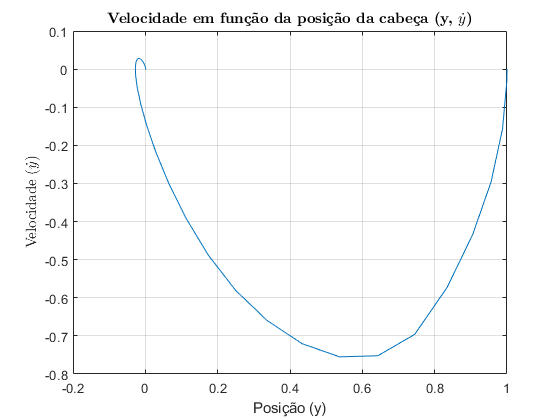 Velocidade em função da posição da cabeça (y, ẏ)
0.1
0
-0.1
-0.2
-0.3
-0.4
-0.5
-0.6
-0.7
-0.8
Velocidade (ẏ)
-0.2 0 0.2 0.4 0.6 0.8 1
Posição (y)